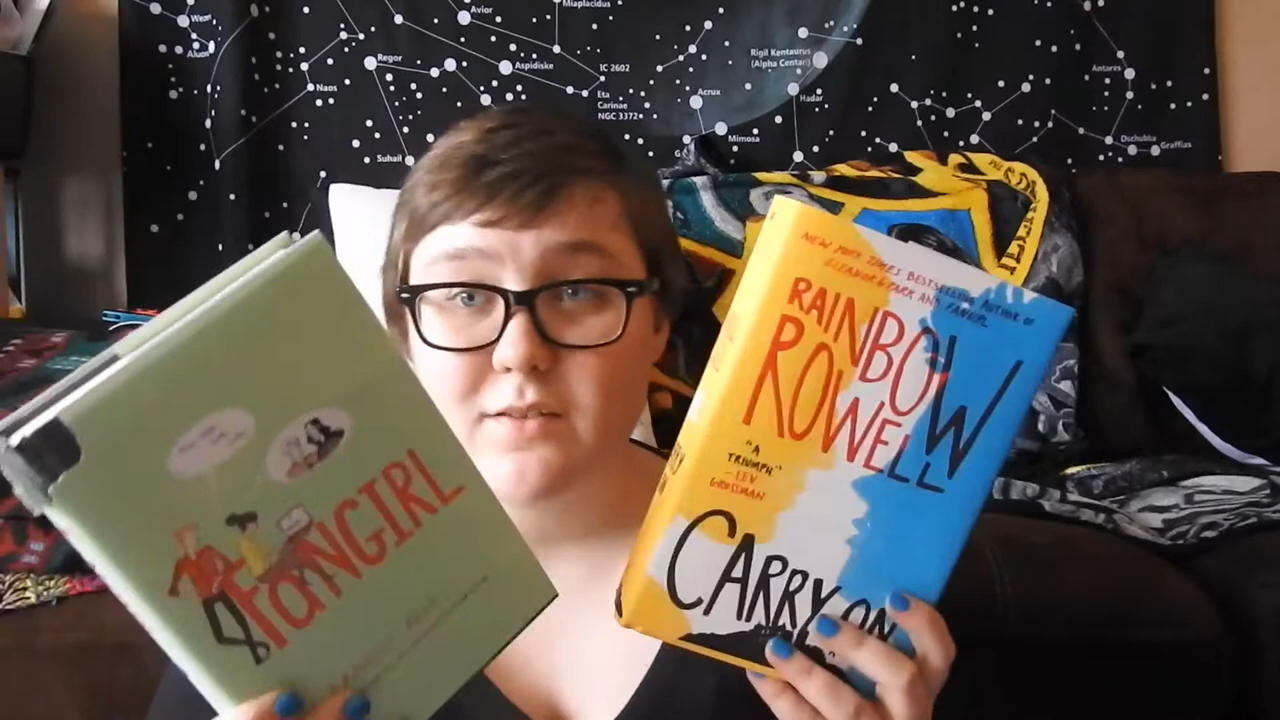 Wezn
Avior
Miaplacidus
Regor
Aspidiske
IC 2602
Eta
Carinae
NGC 3372
Naos
Suhail
Rigil Kentaurus
(Alpha Centari)
Hadar
Acrux
Mimosa
Antares
Dschubba
Graffias
FANGIRL
NEW YORK TIMES BESTSELLING AUTHOR OF
ELEANOR & PARK AND FANGIRL
RAINBOW
ROWELL
"A
TRIUMPH"
—LEV
GROSSMAN
CARRY ON